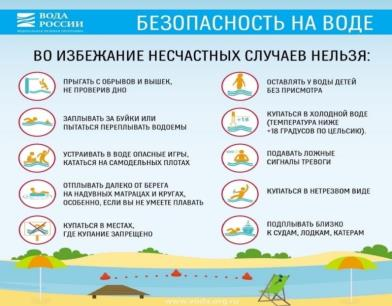 ВОДА
РОССИИ
БЕЗОПАСНОСТЬ НА ВОДЕ
ВО ИЗБЕЖАНИЕ НЕСЧАСТНЫХ СЛУЧАЕВ НЕЛЬЗЯ:
ПРЫГАТЬ С ОБРЫВОВ И ВЫШЕК,
НЕ ПРОВЕРИВ ДНО
ЗАПЛЫВАТЬ ЗА БУЙКИ ИЛИ
ПЫТАТЬСЯ ПЕРЕПЛЫВАТЬ ВОДОЕМЫ
УСТРАИВАТЬ В ВОДЕ ОПАСНЫЕ ИГРЫ,
КАТАТЬСЯ НА САМОДЕЛЬНЫХ ПЛОТАХ
ОТПЛЫВАТЬ ДАЛЕКО ОТ БЕРЕГА
НА НАДУВНЫХ МАТРАЦАХ И КРУГАХ,
ОСОБЕННО, ЕСЛИ ВЫ НЕ УМЕЕТЕ ПЛАВАТЬ
КУПАТЬСЯ В МЕСТАХ,
ГДЕ КУПАНИЕ ЗАПРЕЩЕНО
ОСТАВЛЯТЬ У ВОДЫ ДЕТЕЙ
БЕЗ ПРИСМОТРА
+18
КУПАТЬСЯ В ХОЛОДНОЙ ВОДЕ
(ТЕМПЕРАТУРА НИЖЕ
+18 ГРАДУСОВ ПО ЦЕЛЬСИЮ).
ПОДАВАТЬ ЛОЖНЫЕ
СИГНАЛЫ ТРЕВОГИ
КУПАТЬСЯ В НЕТРЕЗВОМ ВИДЕ
ПОДПЛЫВАТЬ БЛИЗКО
К СУДАМ, ЛОДКАМ, КАТЕРАМ